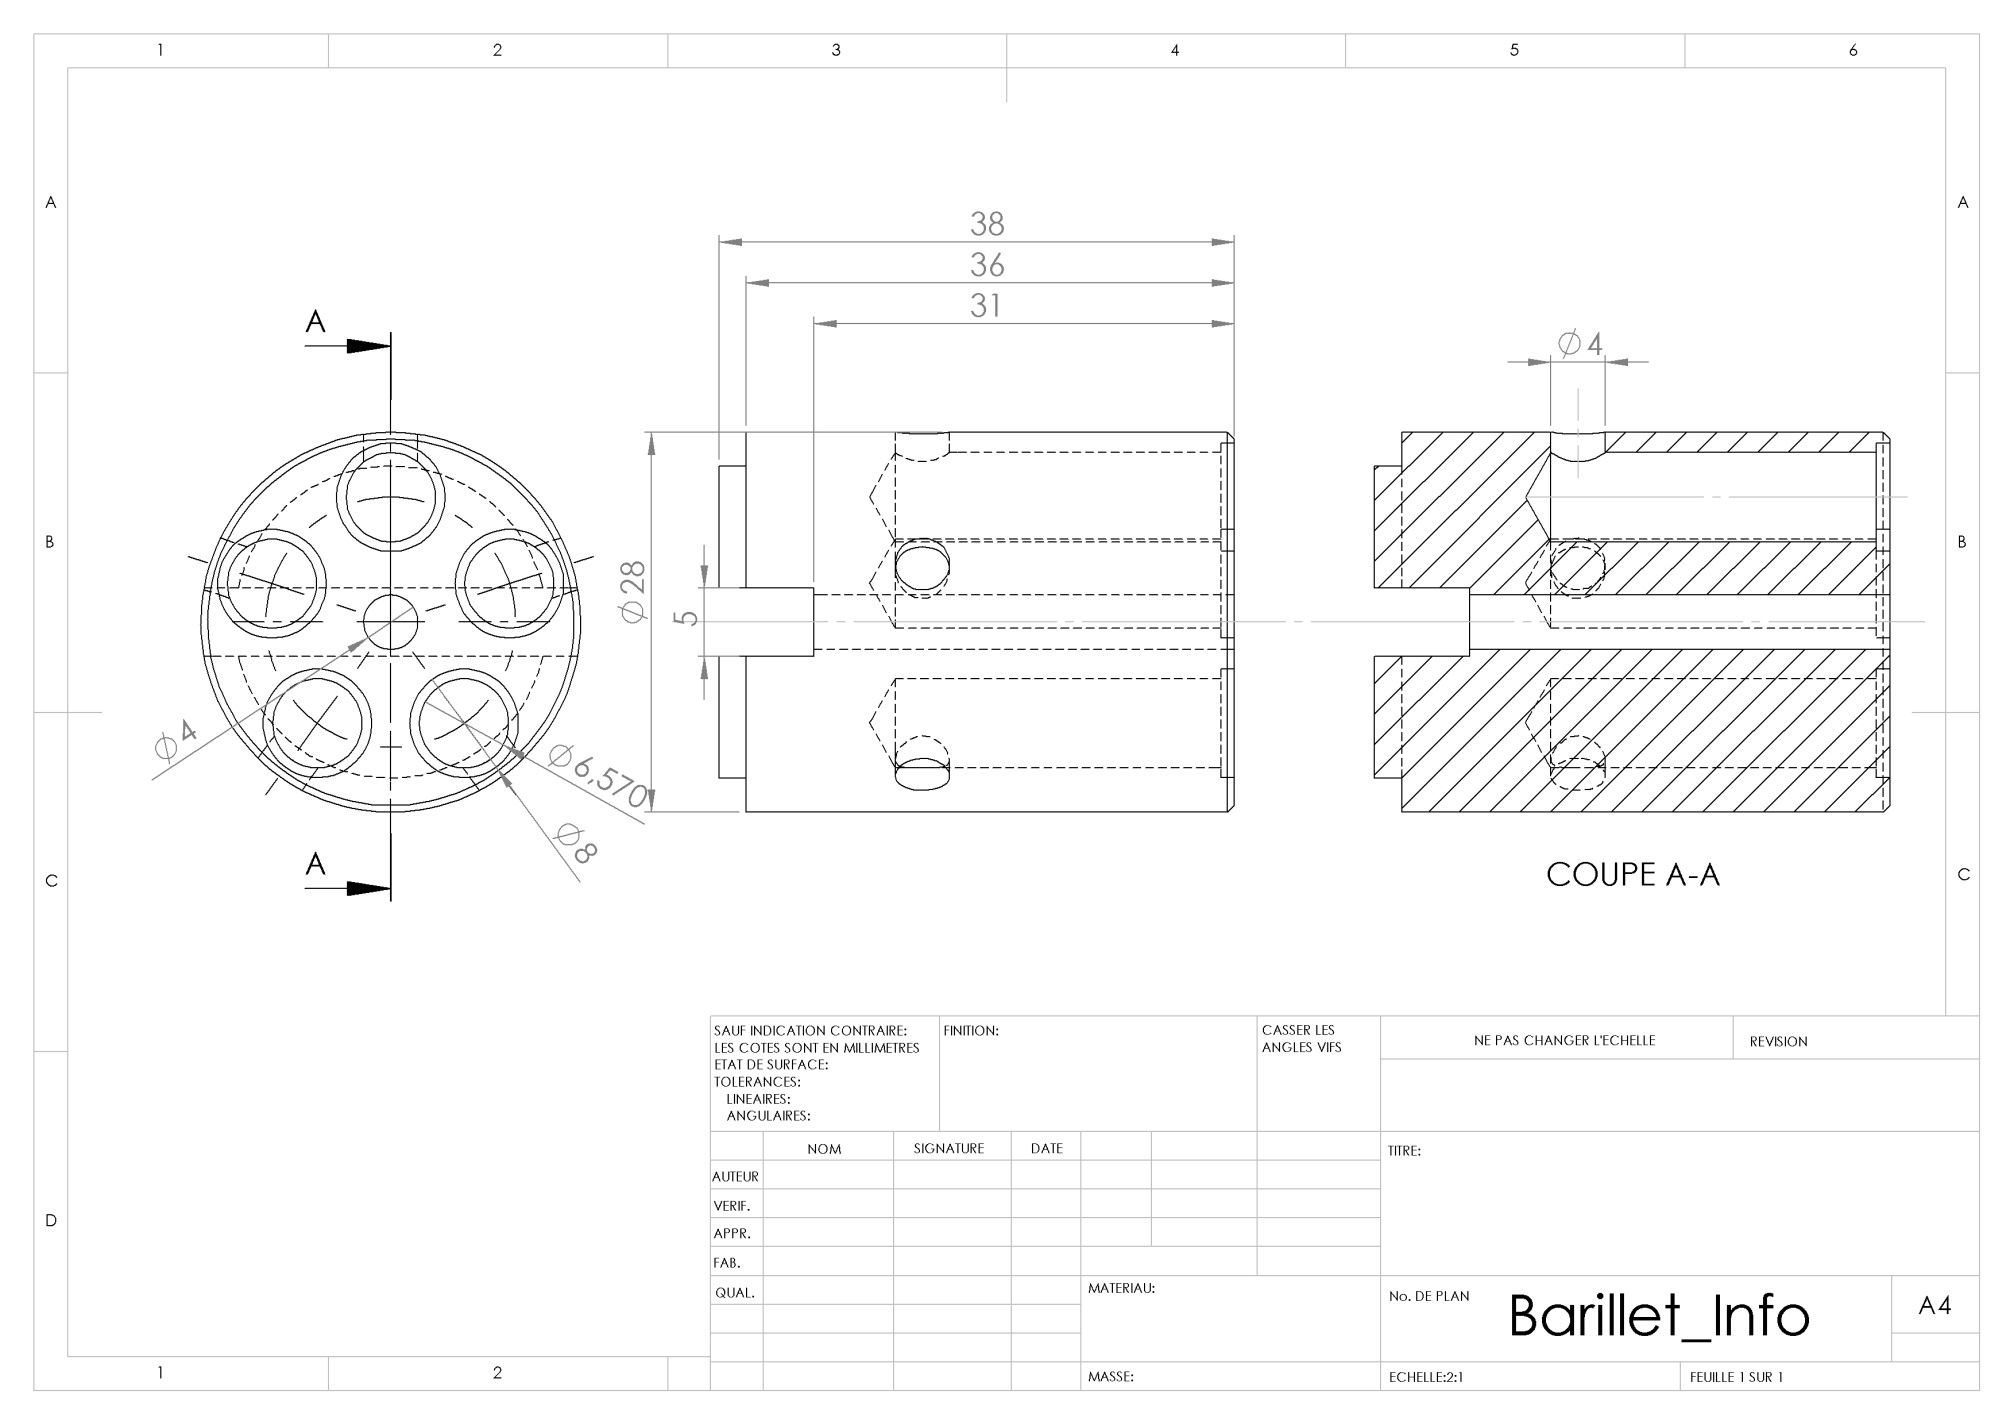 1 2 3 4 5 6
A A
38
36
31
A
Ø4
B B
Ø28
5
Ø4
Ø6,570
Ø8
A
COUPE A-A
C C
SAUF INDICATION CONTRAIRE:
LES COTES SONT EN MILLIMETRES
ETAT DE SURFACE:
TOLERANCES:
LINEAIRES:
ANGULAIRES:
FINITION:
CASSER LES
ANGLES VIFS
NE PAS CHANGER L'ECHELLE
REVISION
NOM SIGNATURE DATE
TITRE:
AUTEUR
VERIF.
APPR.
FAB.
QUAL.
D
MATERIAU:
No. DE PLAN
Barillet_Info
A4
MASSE:
ECHELLE:2:1
FEUILLE 1 SUR 1
1 2